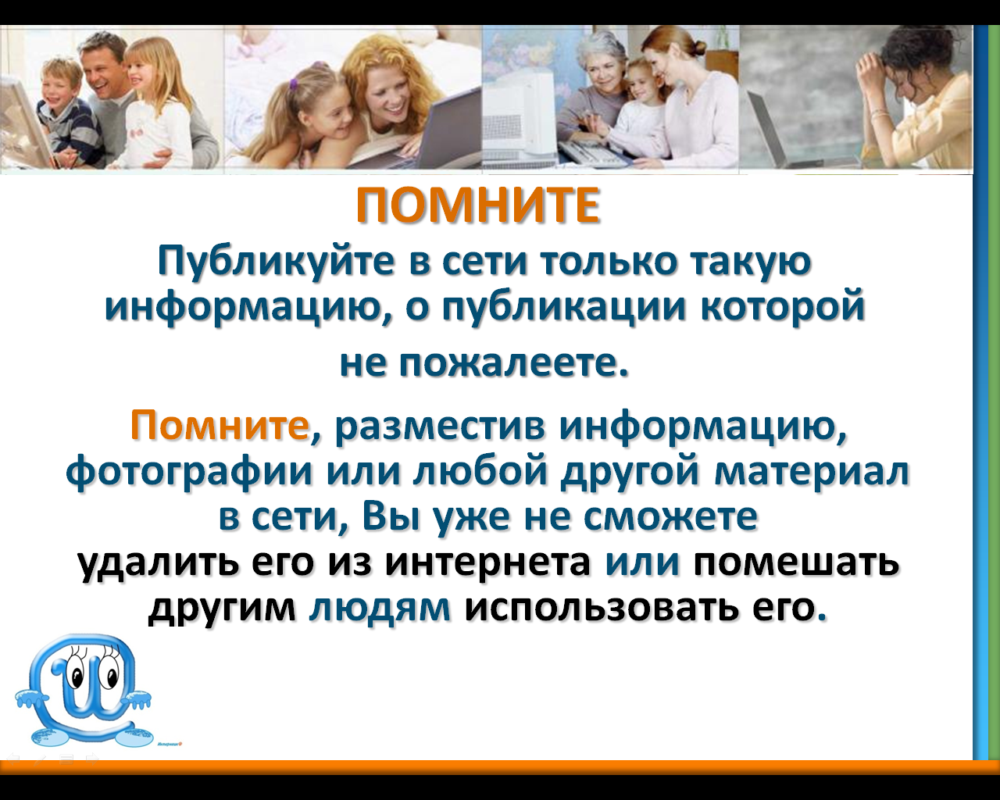 ПОМНИТЕ
Публикуйте в сети только такую
информацию, о публикации которой
не пожалеете.
Помните, разместив информацию,
фотографии или любой другой материал
в сети, Вы уже не сможете
удалить его из интернета или помешать
другим людям использовать его.